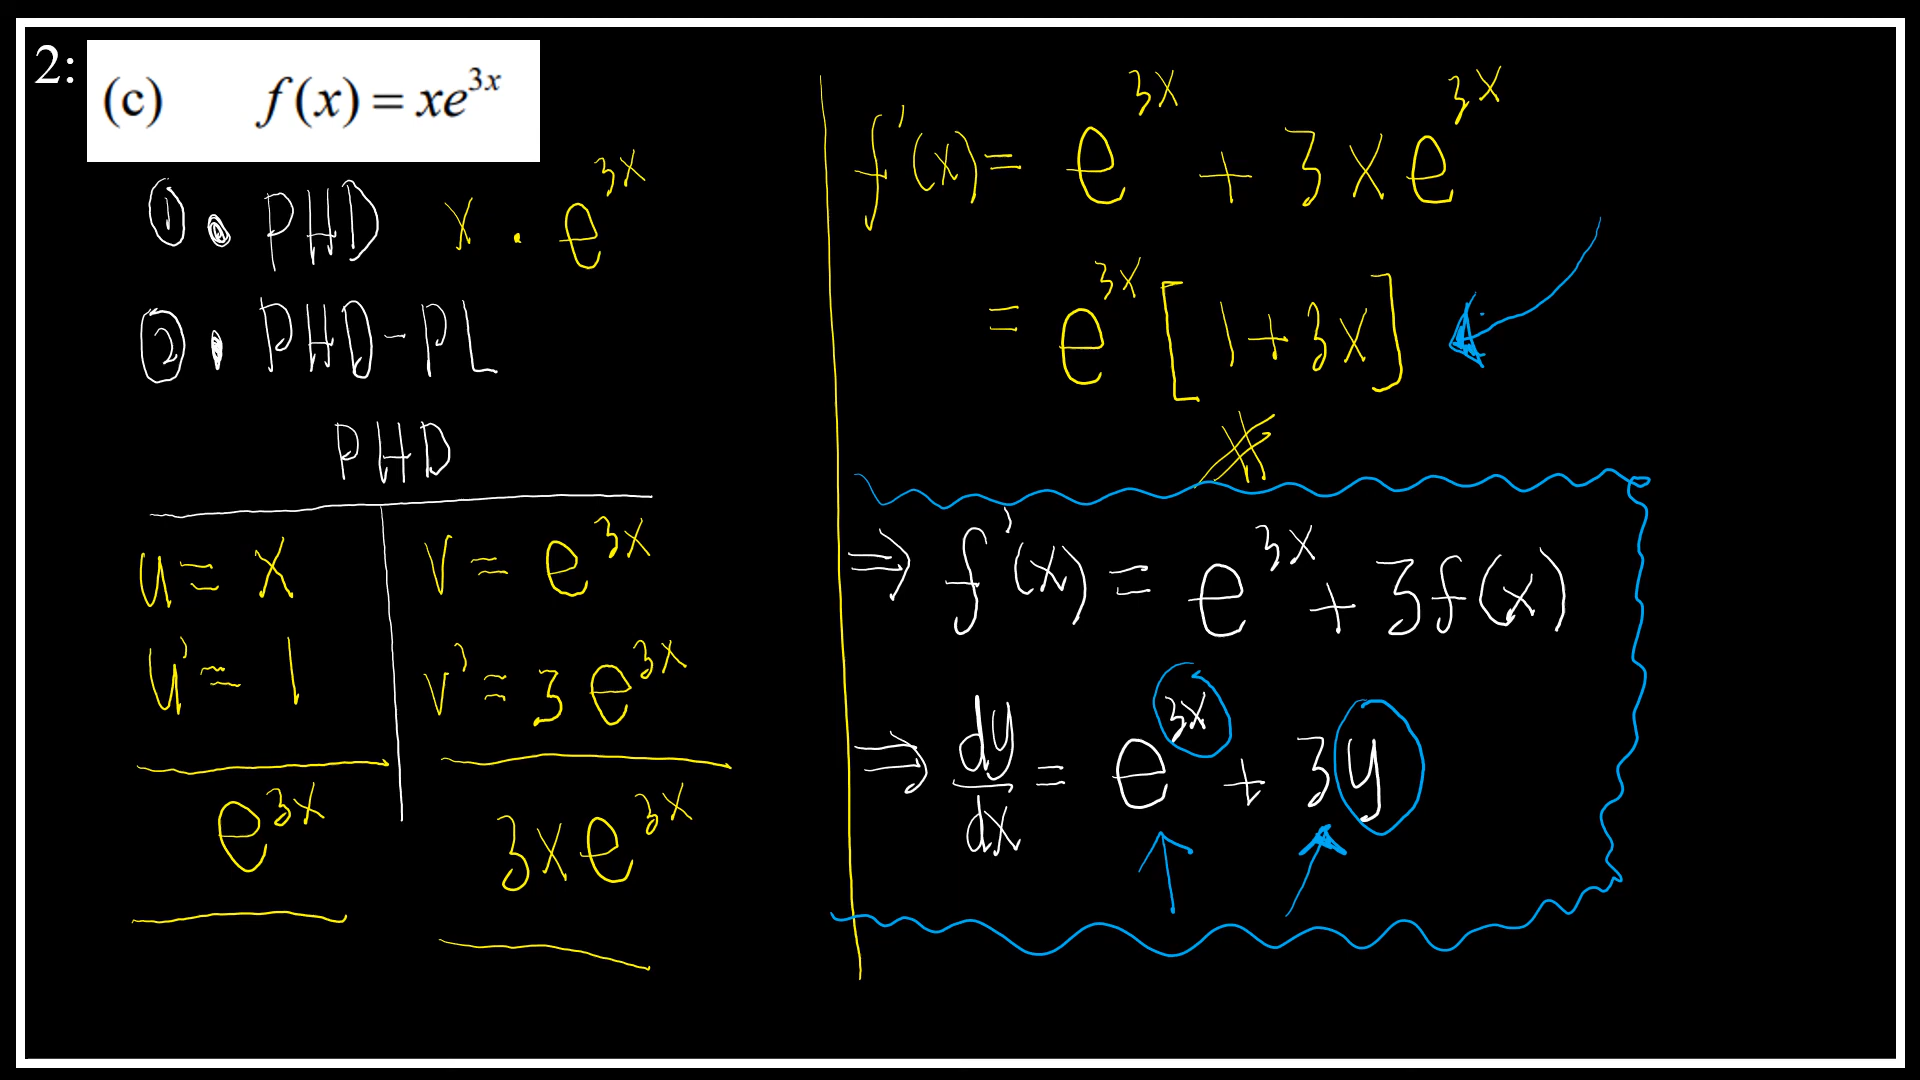 2:
(c) f(x) = xe^{3x}
① • PHD x · e^{3x}
② • PHD-PL
PHD
u = x
v = e^{3x}
u' = 1
v' = 3e^{3x}
e^{3x}
3xe^{3x}
f'(x) = e^{3x} + 3xe^{3x}
= e^{3x}[1+3x]
⇒ f'(x) = e^{3x} + 3f(x)
⇒ dy/dx = e^{3x} + 3y